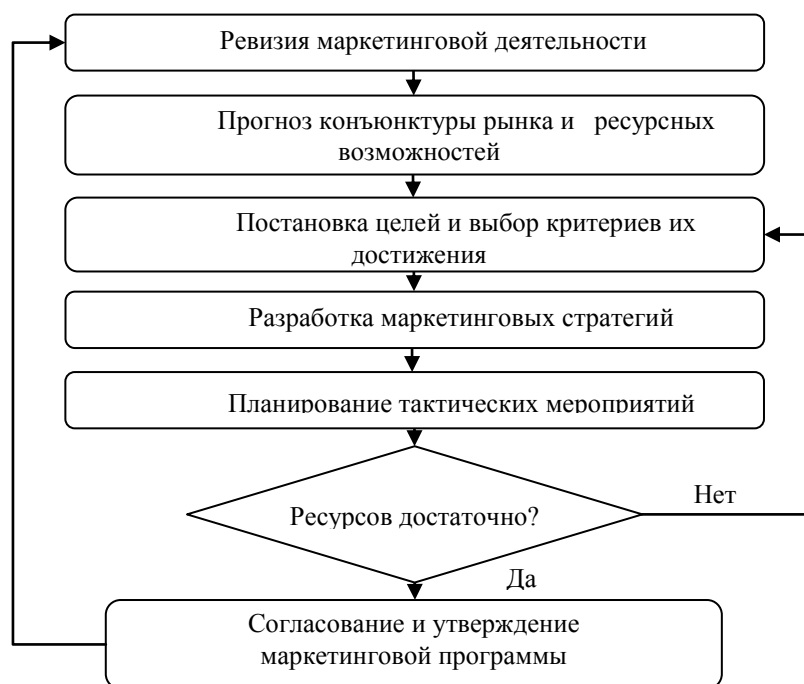 Ревизия маркетинговой деятельности
Прогноз конъюнктуры рынка и ресурсных
возможностей
Постановка целей и выбор критериев их
достижения
Разработка маркетинговых стратегий
Планирование тактических мероприятий
Ресурсов достаточно?
Нет
Да
Согласование и утверждение
маркетинговой программы